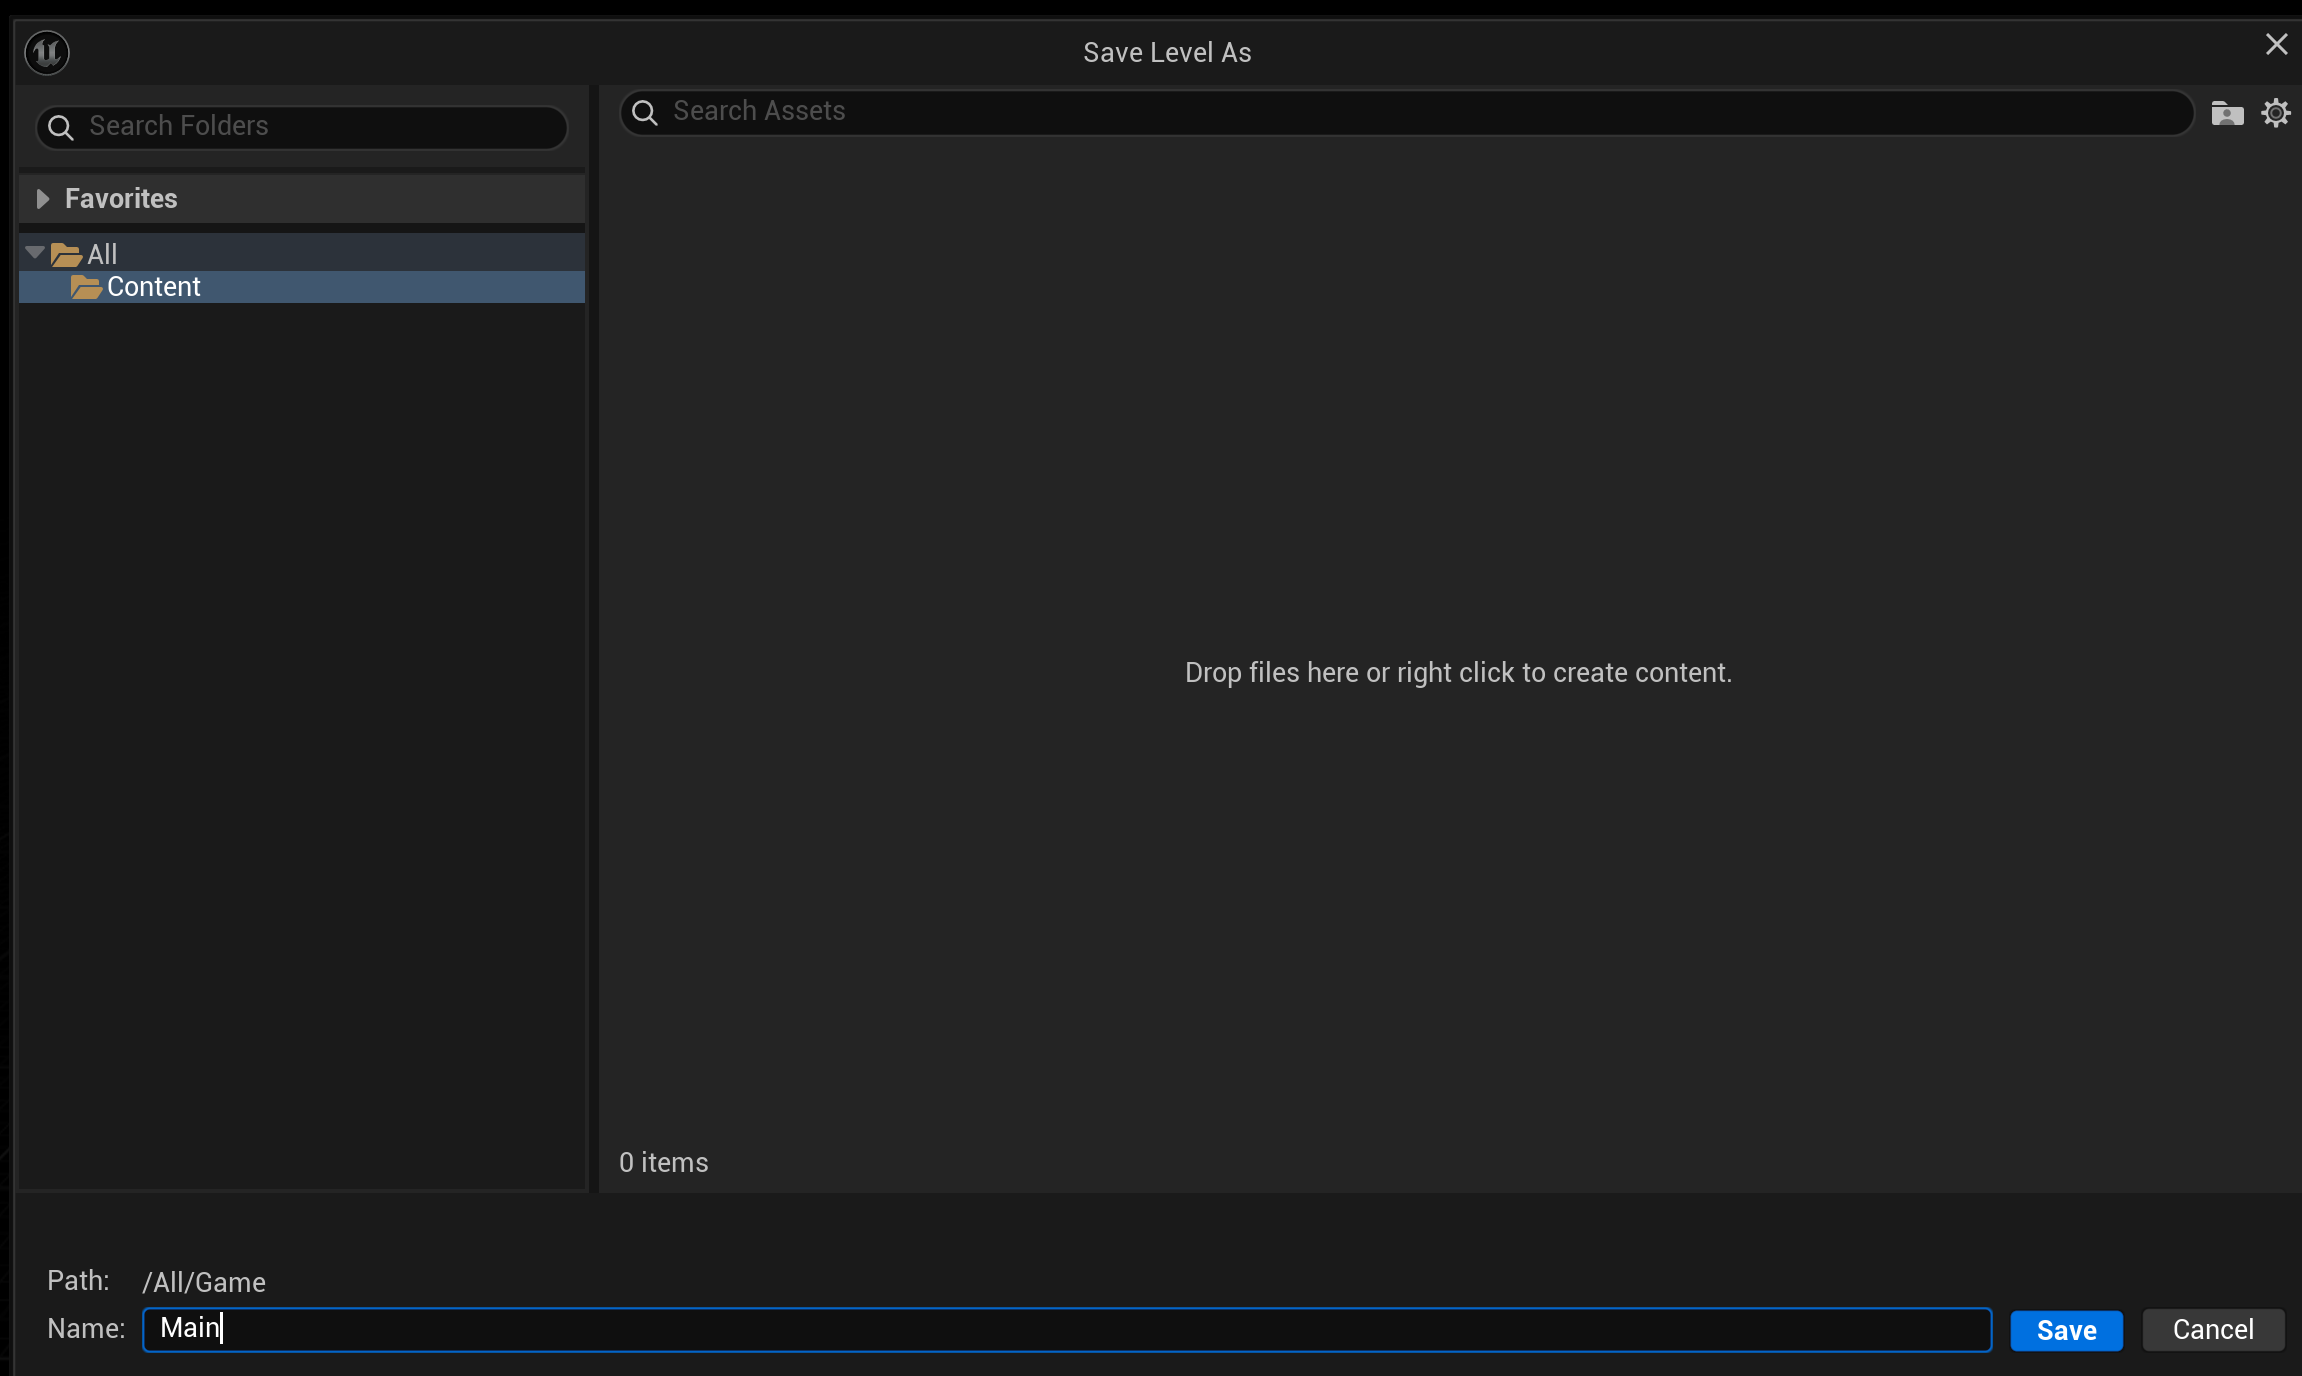 Save Level As
Search Folders
Search Assets
Favorites
All
Content
Drop files here or right click to create content.
0 items
Path: /All/Game
Name: Main
Save
Cancel